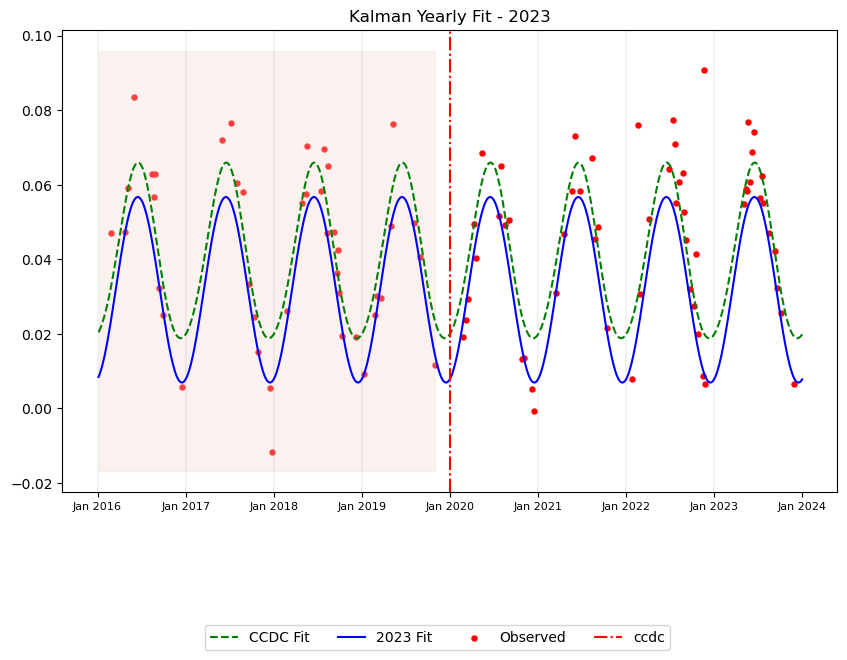 Kalman Yearly Fit - 2023
0.10
0.08
0.06
0.04
0.02
0.00
−0.02
Jan 2016 Jan 2017 Jan 2018 Jan 2019 Jan 2020 Jan 2021 Jan 2022 Jan 2023 Jan 2024
CCDC Fit 2023 Fit Observed ccdc